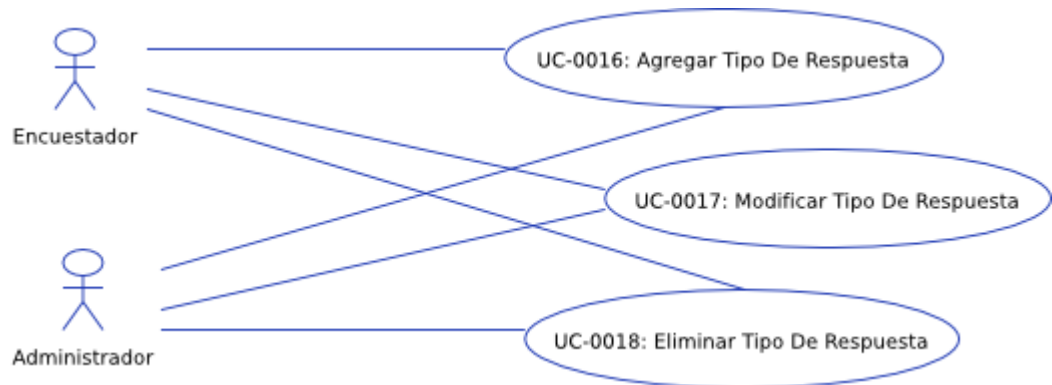 UC-0016: Agregar Tipo De Respuesta
Encuestador
UC-0017: Modificar Tipo De Respuesta
UC-0018: Eliminar Tipo De Respuesta
Administrador